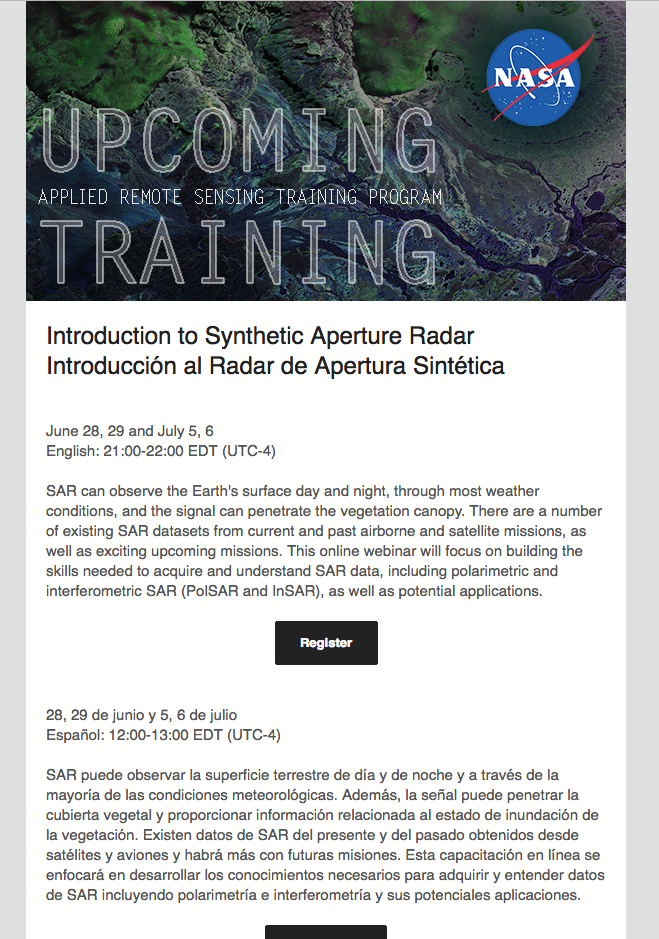 NASA
UPCOMING
APPLIED REMOTE SENSING TRAINING PROGRAM
TRAINING
Introduction to Synthetic Aperture Radar
Introducción al Radar de Apertura Sintética
June 28, 29 and July 5, 6
English: 21:00-22:00 EDT (UTC-4)
SAR can observe the Earth's surface day and night, through most weather
conditions, and the signal can penetrate the vegetation canopy. There are a number
of existing SAR datasets from current and past airborne and satellite missions, as
well as exciting upcoming missions. This online webinar will focus on building the
skills needed to acquire and understand SAR data, including polarimetric and
interferometric SAR (PolSAR and InSAR), as well as potential applications.
Register
28, 29 de junio y 5, 6 de julio
Español: 12:00-13:00 EDT (UTC-4)
SAR puede observar la superficie terrestre de día y de noche y a través de la
mayoría de las condiciones meteorológicas. Además, la señal puede penetrar la
cubierta vegetal y proporcionar información relacionada al estado de inundación de
la vegetación. Existen datos de SAR del presente y del pasado obtenidos desde
satélites y aviones y habrá más con futuras misiones. Esta capacitación en línea se
enfocará en desarrollar los conocimientos necesarios para adquirir y entender datos
de SAR incluyendo polarimetría e interferometría y sus potenciales aplicaciones.